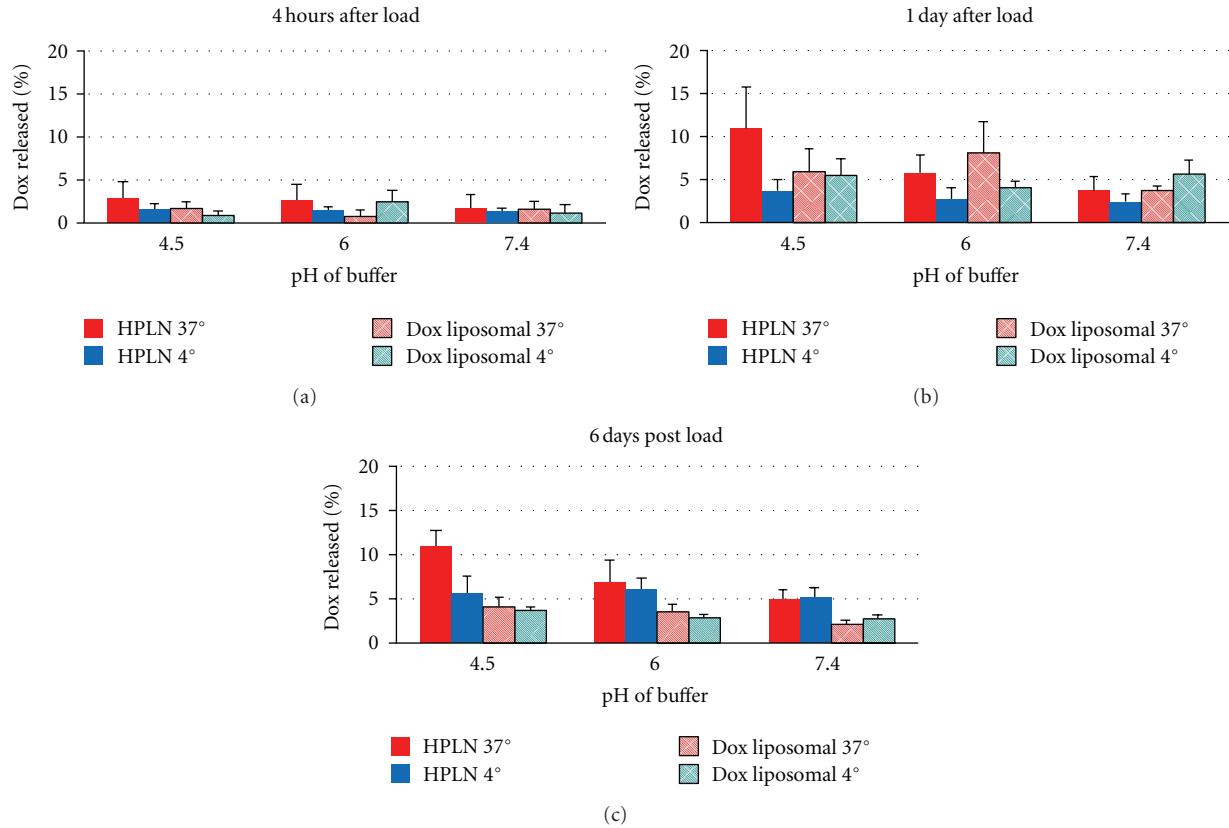 4 hours after load
20
15
10
5
0
Dox released (%)
4.5 6 7.4
pH of buffer
HPLN 37°
HPLN 4°
Dox liposomal 37°
Dox liposomal 4°
(a)
1 day after load
20
15
10
5
0
Dox released (%)
4.5 6 7.4
pH of buffer
HPLN 37°
HPLN 4°
Dox liposomal 37°
Dox liposomal 4°
(b)
6 days post load
20
15
10
5
0
Dox released (%)
4.5 6 7.4
pH of buffer
HPLN 37°
HPLN 4°
Dox liposomal 37°
Dox liposomal 4°
(c)